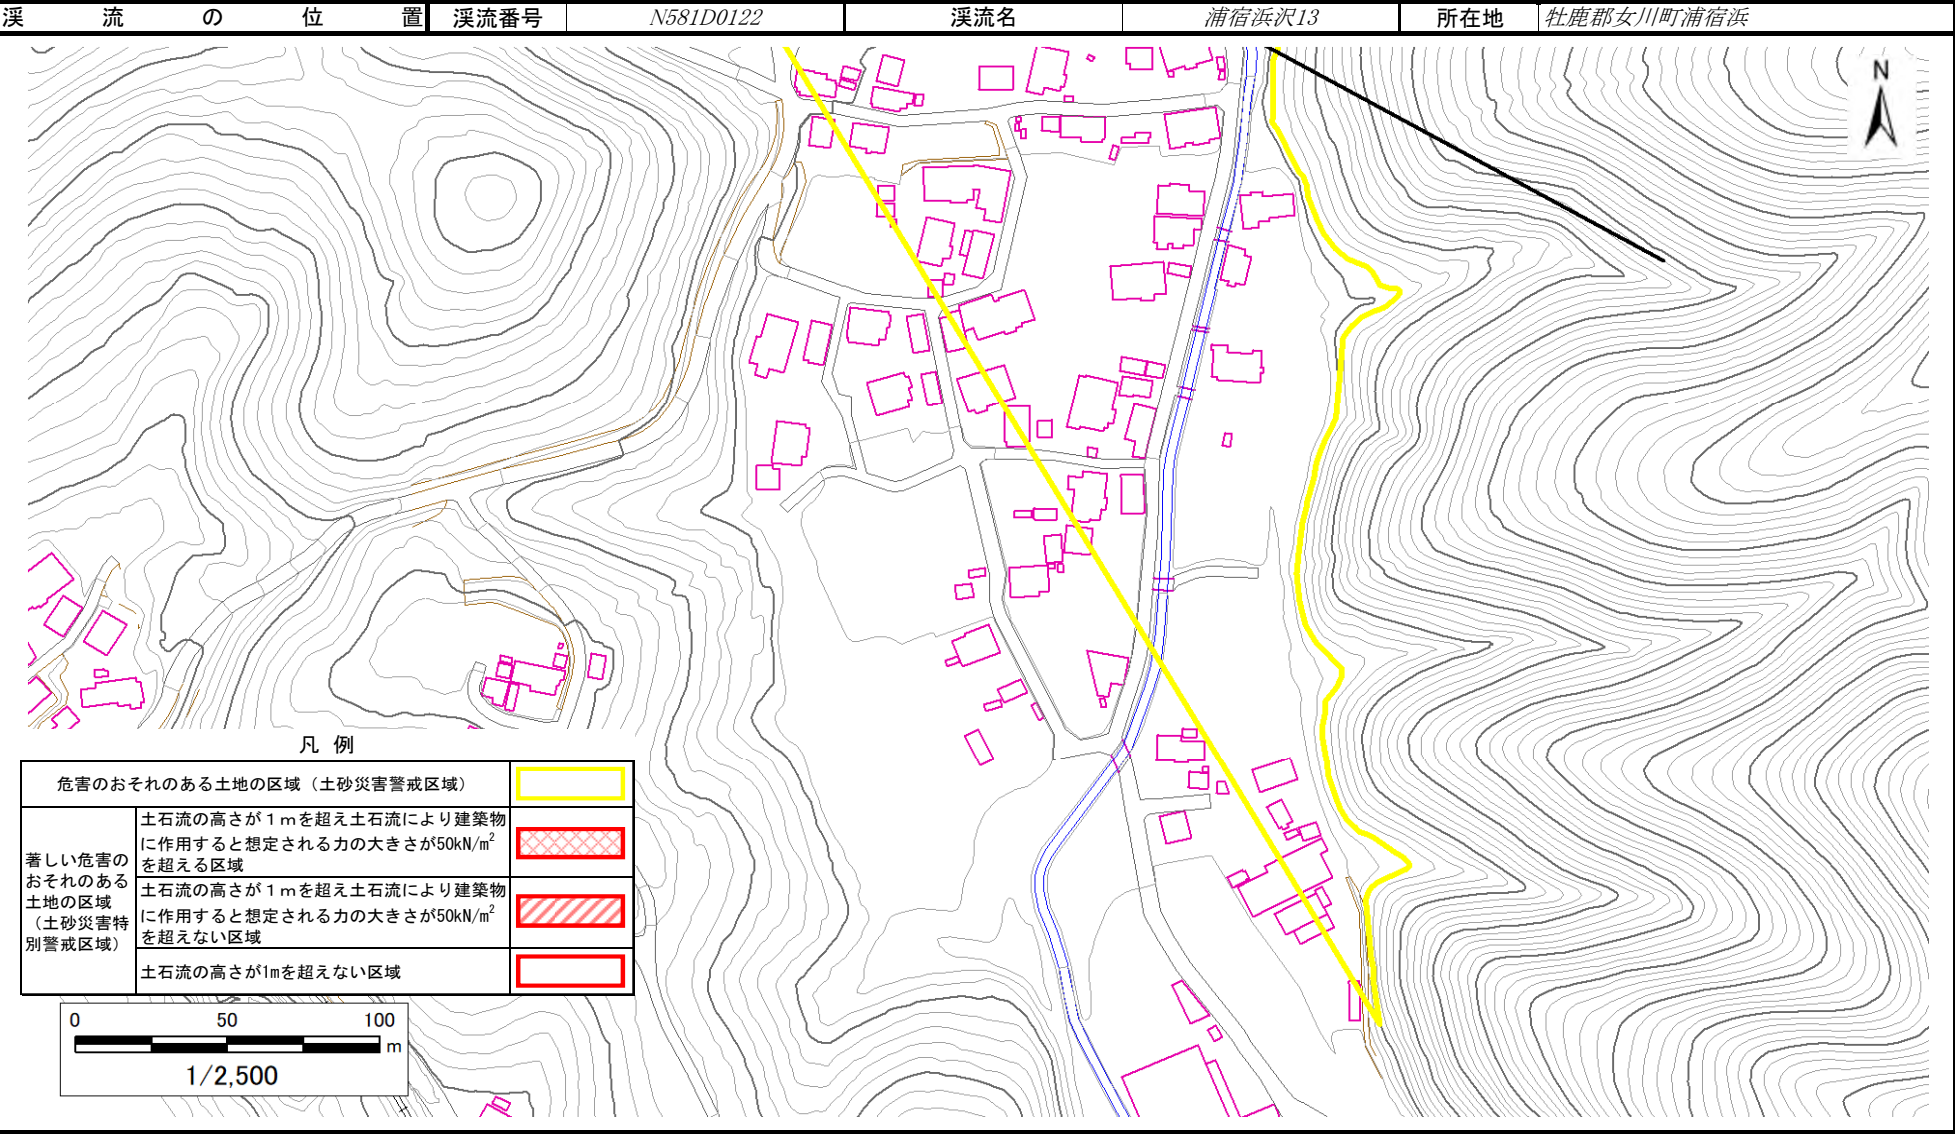 渓流の位置 渓流番号 N581D0122 渓流名 浦宿浜沢13 所在地 牡鹿郡女川町浦宿浜
N
凡 例
危害のおそれのある土地の区域（土砂災害警戒区域）
著しい危害の
おそれのある
土地の区域
（土砂災害特
別警戒区域）
土石流の高さが１ｍを超え土石流により建築物
に作用すると想定される力の大きさが50kN/m²
を超える区域
土石流の高さが１ｍを超え土石流により建築物
に作用すると想定される力の大きさが50kN/m²
を超えない区域
土石流の高さが1mを超えない区域
0 50 100
m
1/2,500